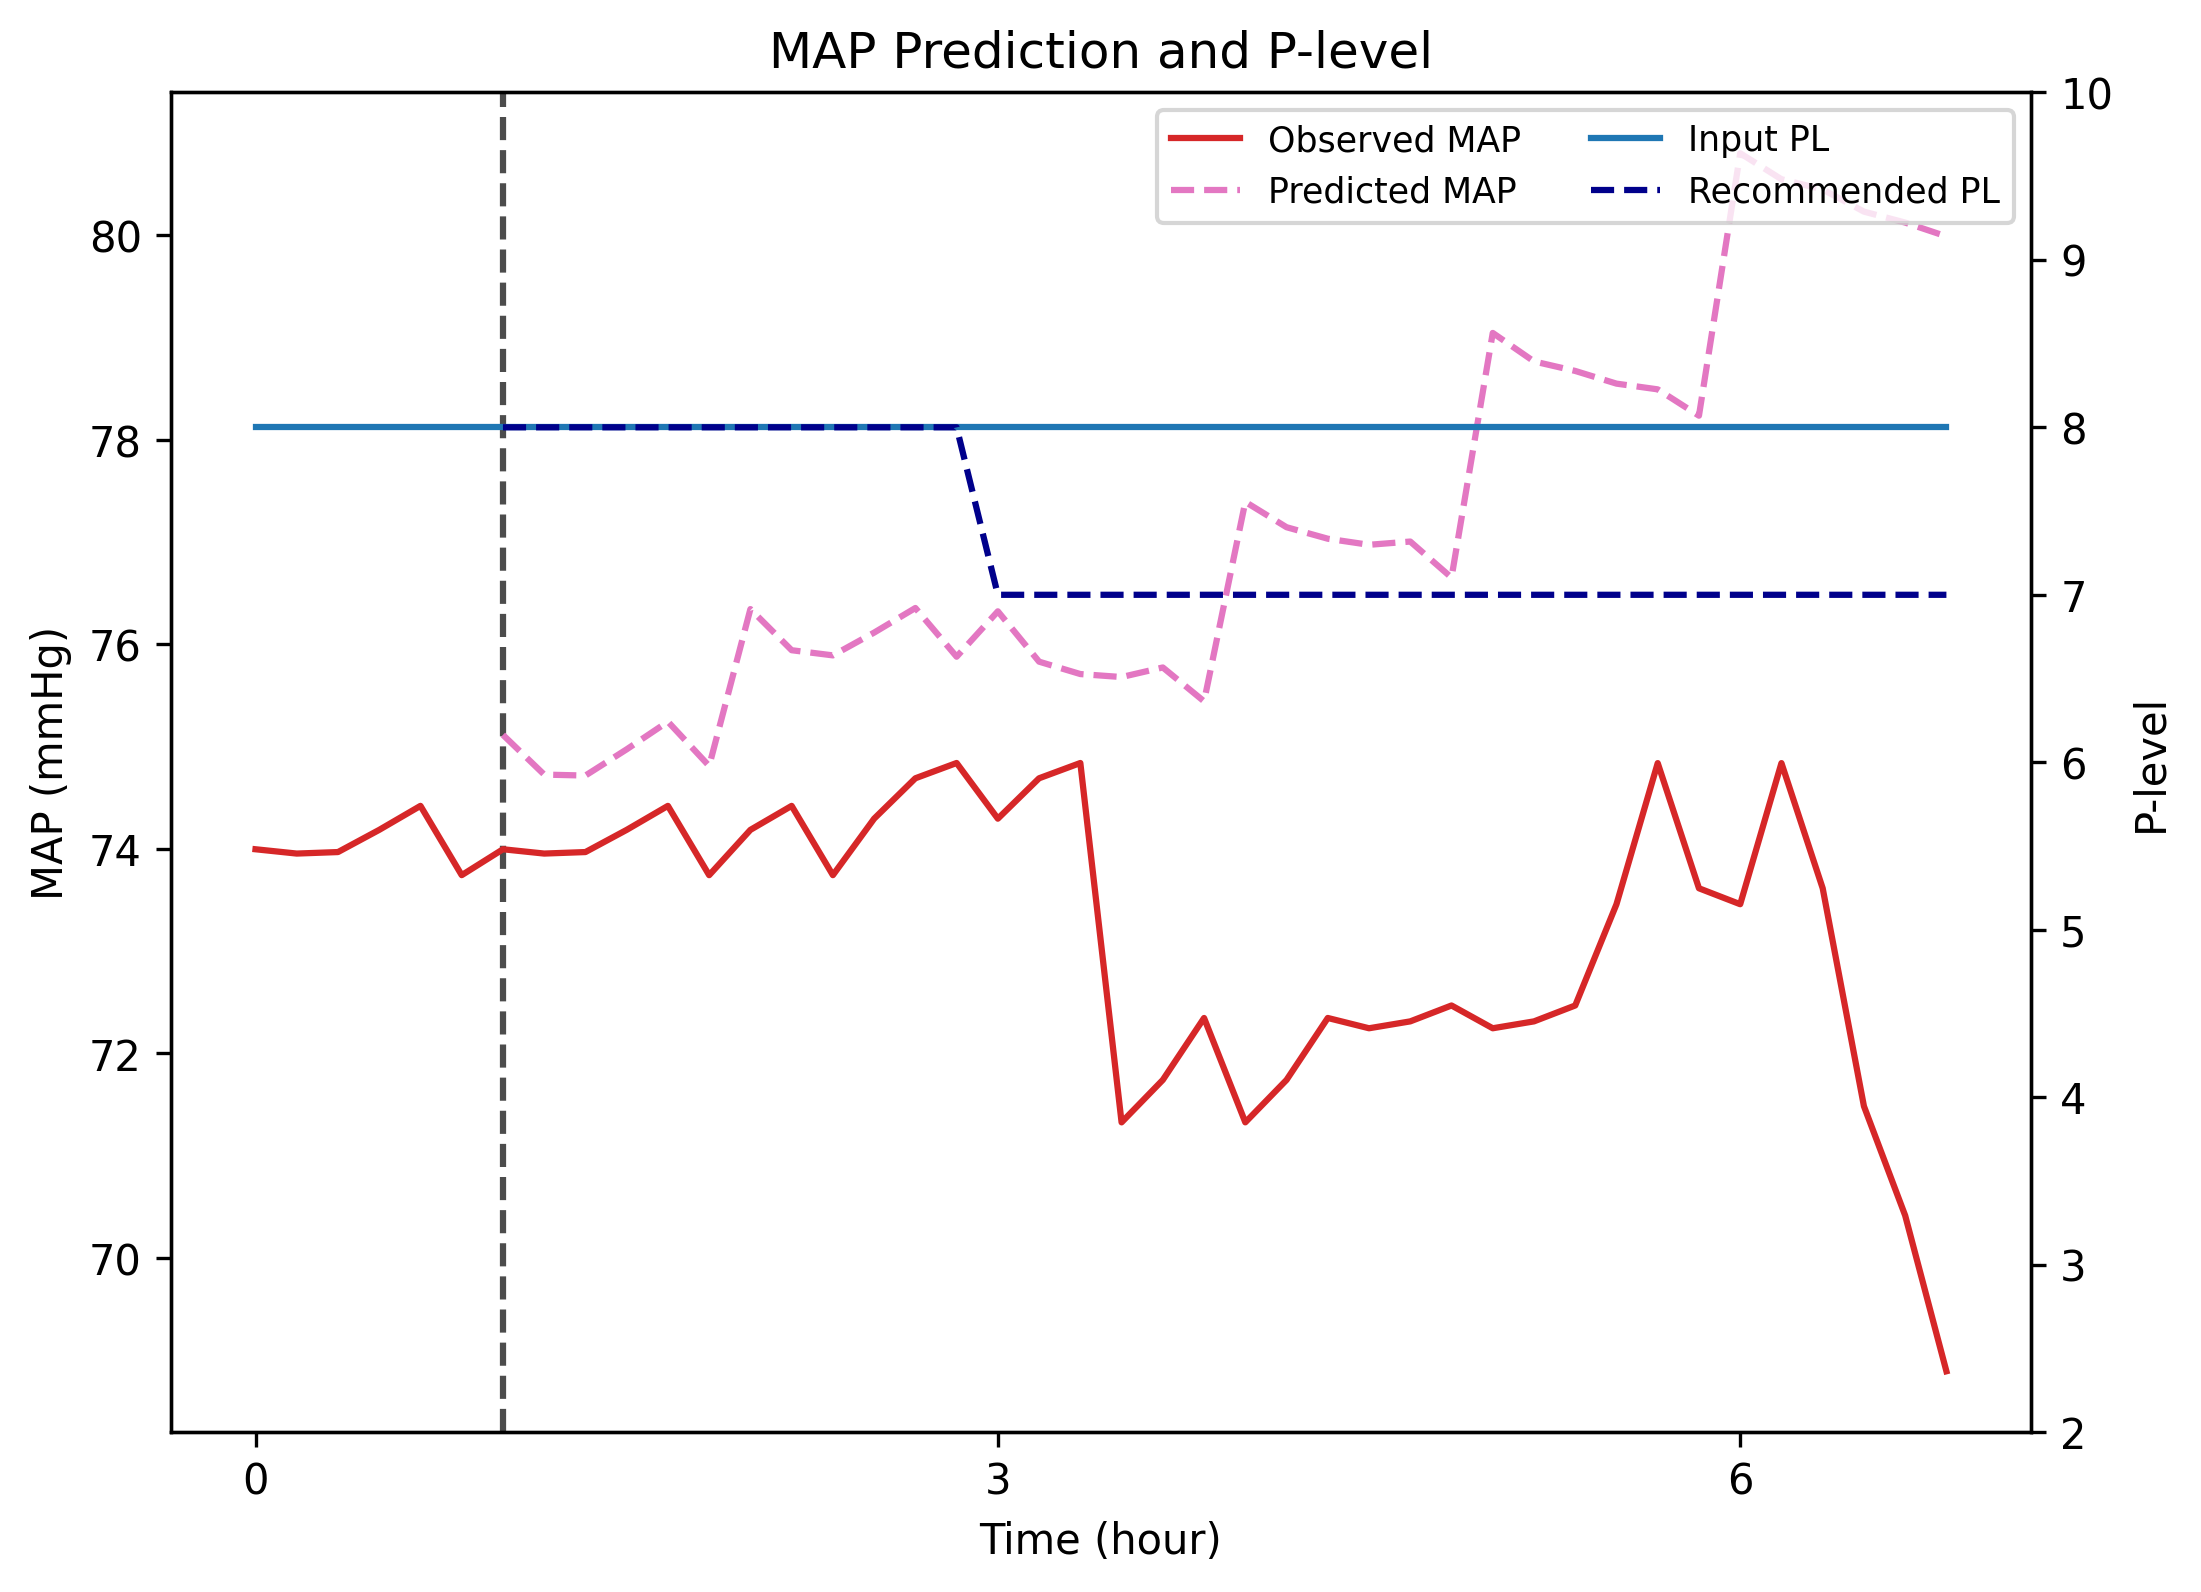 MAP Prediction and P-level
Observed MAP
Predicted MAP
Input PL
Recommended PL
MAP (mmHg)
80
78
76
74
72
70
10
9
8
7
6
5
4
3
2
P-level
0
3
6
Time (hour)